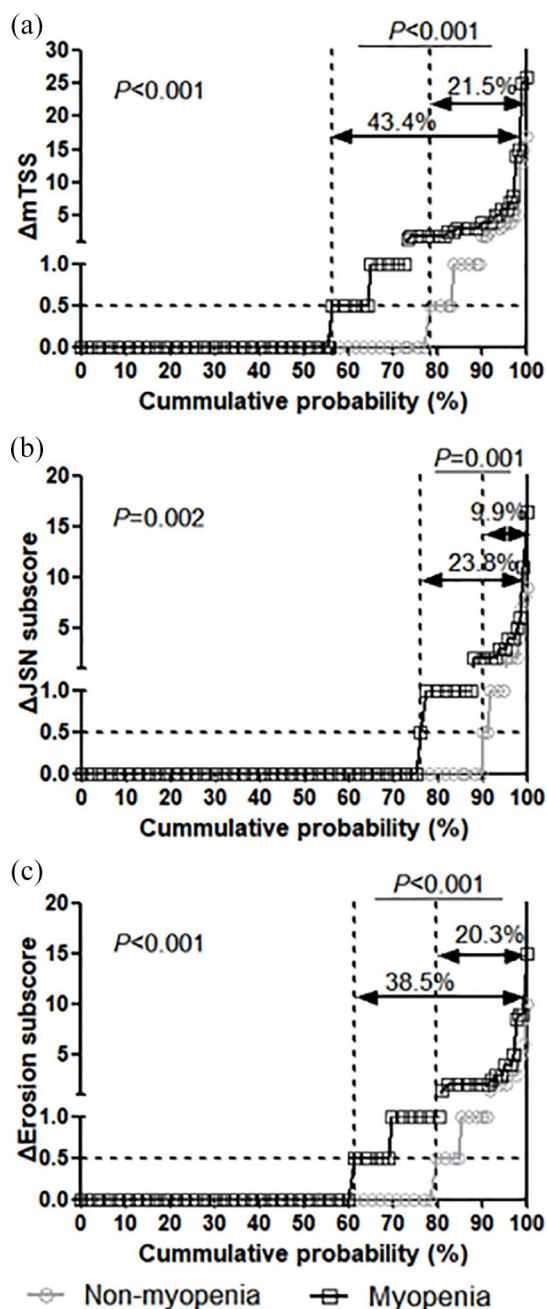 (a)
P<0.001
30
25
20
15
10
5
1.0
0.5
0.0
ΔmTSS
P<0.001
21.5%
43.4%
0 10 20 30 40 50 60 70 80 90 100
Cummulative probability (%)
(b)
P=0.001
20
15
10
5
1.0
0.5
0.0
ΔJSN subscore
P=0.002
9.9%
23.8%
0 10 20 30 40 50 60 70 80 90 100
Cummulative probability (%)
(c)
P<0.001
20
15
10
5
1.0
0.5
0.0
ΔErosion subscore
P<0.001
20.3%
38.5%
0 10 20 30 40 50 60 70 80 90 100
Cummulative probability (%)
Non-myopenia Myopenia